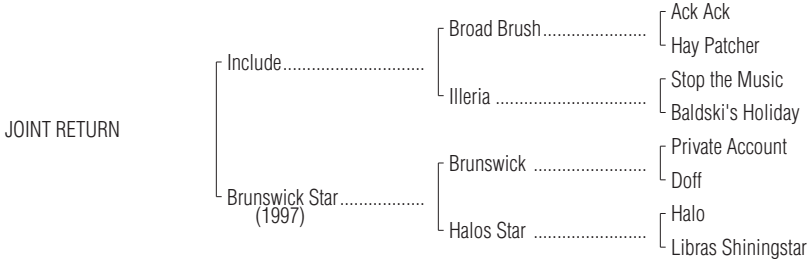 Ack Ack
Broad Brush......................
Hay Patcher
Include.............................
Stop the Music
Illeria ...............................
Baldski's Holiday
JOINT RETURN
Private Account
Brunswick .......................
Doff
Brunswick Star.................
(1997)
Halo
Halos Star .......................
Libras Shiningstar